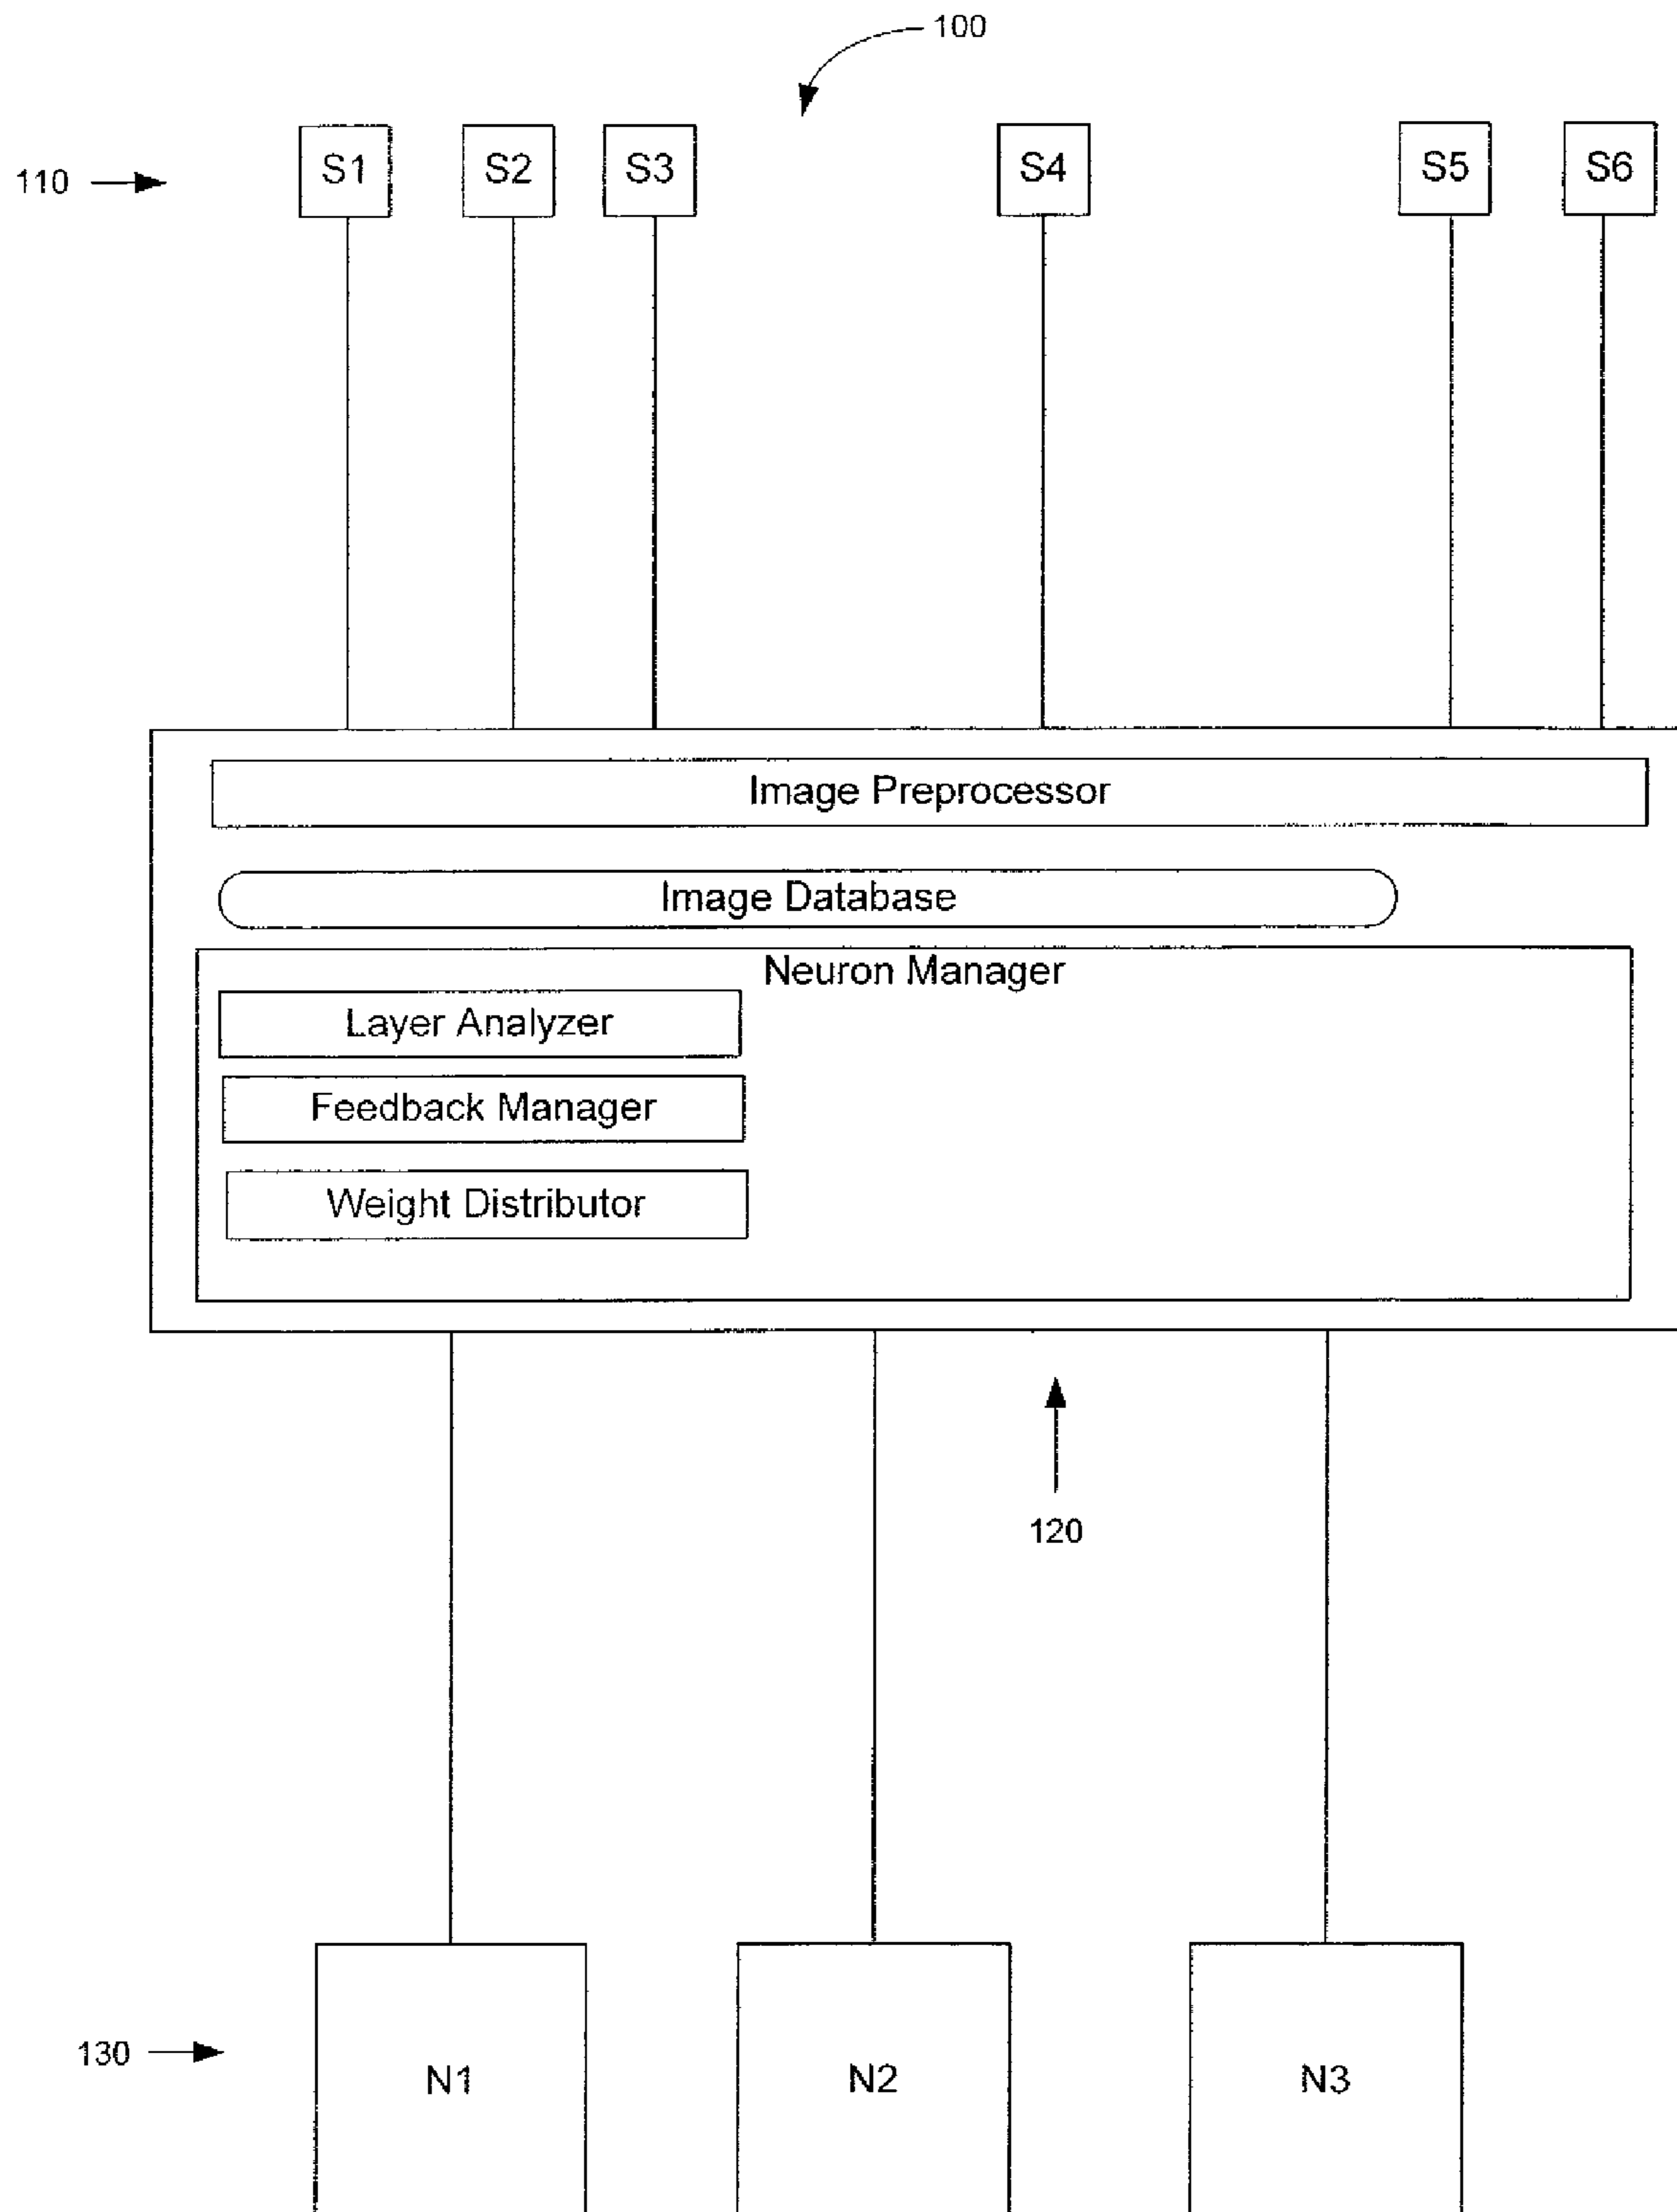 100
110
S1 S2 S3 S4 S5 S6
Image Preprocessor
Image Database
Neuron Manager
Layer Analyzer
Feedback Manager
Weight Distributor
120
130
N1 N2 N3